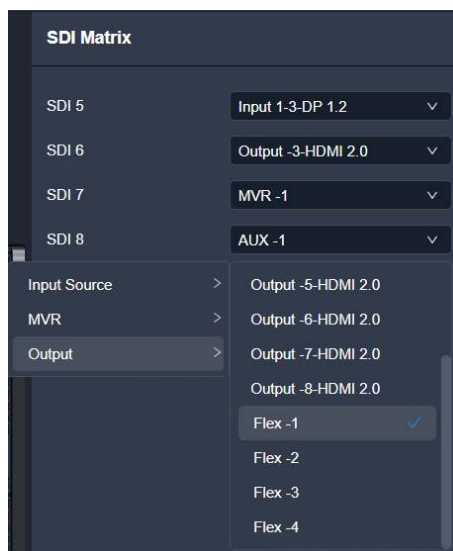 SDI Matrix
SDI 5 Input 1-3-DP 1.2
SDI 6 Output -3-HDMI 2.0
SDI 7 MVR -1
SDI 8 AUX -1
Input Source > Output -5-HDMI 2.0
MVR > Output -6-HDMI 2.0
Output > Output -7-HDMI 2.0
Output -8-HDMI 2.0
Flex -1
Flex -2
Flex -3
Flex -4